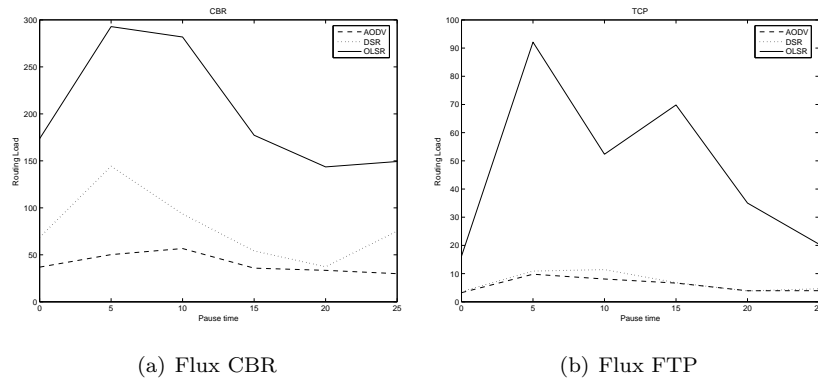 CBR
300
250
200
150
100
50
0
Routing Load
0 5 10 15 20 25
Pause time
AODV
DSR
OLSR
(a) Flux CBR
TCP
100
90
80
70
60
50
40
30
20
10
0
Routing Load
0 5 10 15 20 25
Pause time
AODV
DSR
OLSR
(b) Flux FTP